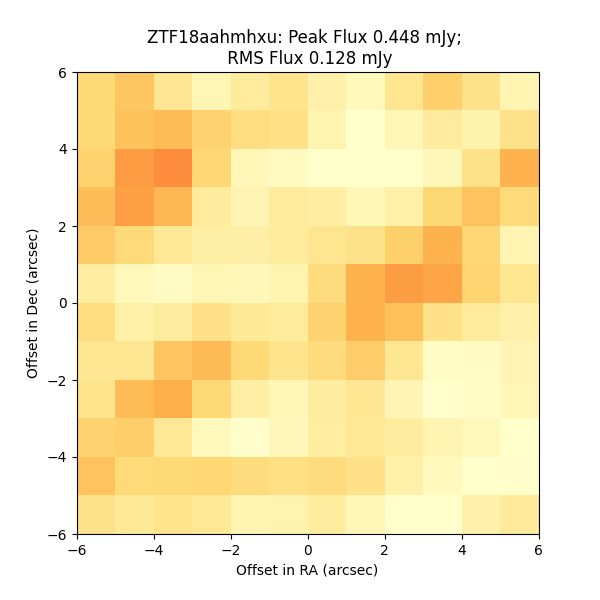 ZTF18aahmhxu: Peak Flux 0.448 mJy;
RMS Flux 0.128 mJy
6
4
2
0
−2
−4
−6
Offset in Dec (arcsec)
−6 −4 −2 0 2 4 6
Offset in RA (arcsec)